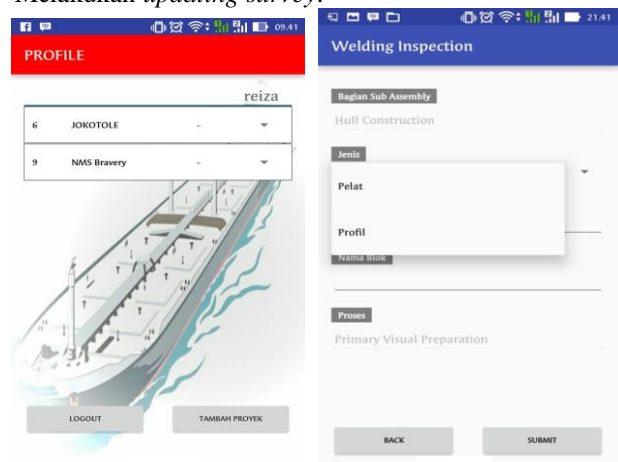 Melakukan updating survey.
09.41
PROFILE
reiza
6 JOKOTOLE -
9 NMS Bravery -
LOGOUT TAMBAH PROYEK
21.41
Welding Inspection
Bagian Sub Assembly
Hull Construction
Jenis
Pelat
Profil
Nama Blok
Proses
Primary Visual Preparation
BACK SUBMIT